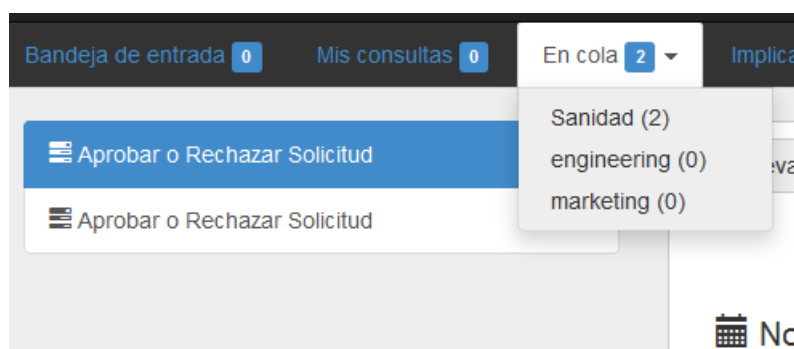 Bandeja de entrada 0 Mis consultas 0 En cola 2
Sanidad (2)
engineering (0)
marketing (0)
Aprobar o Rechazar Solicitud
Aprobar o Rechazar Solicitud